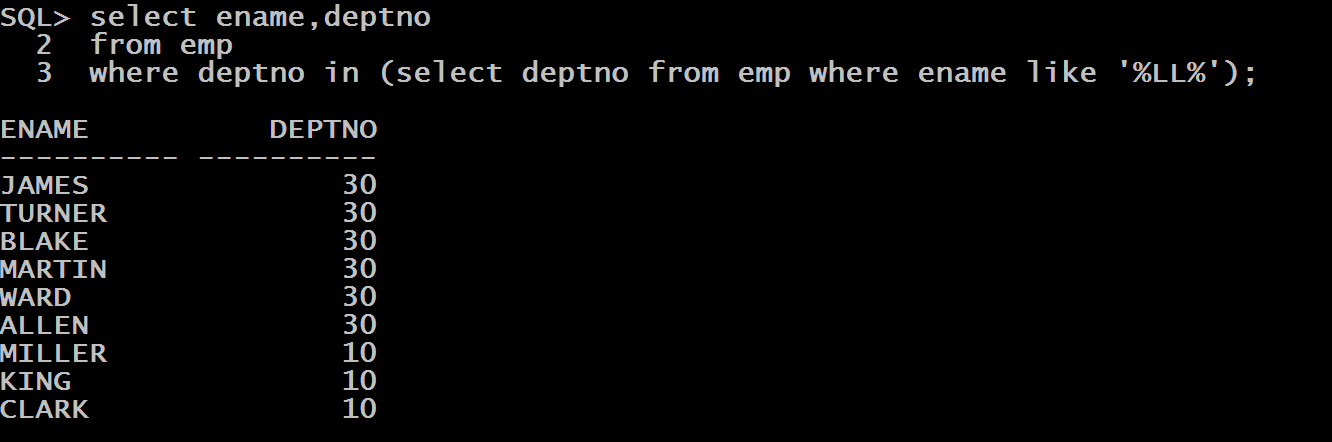 SQL> select ename,deptno
  2  from emp
  3  where deptno in (select deptno from emp where ename like '%LL%');
ENAME          DEPTNO
---------- ----------
JAMES              30
TURNER             30
BLAKE              30
MARTIN             30
WARD               30
ALLEN              30
MILLER             10
KING               10
CLARK              10